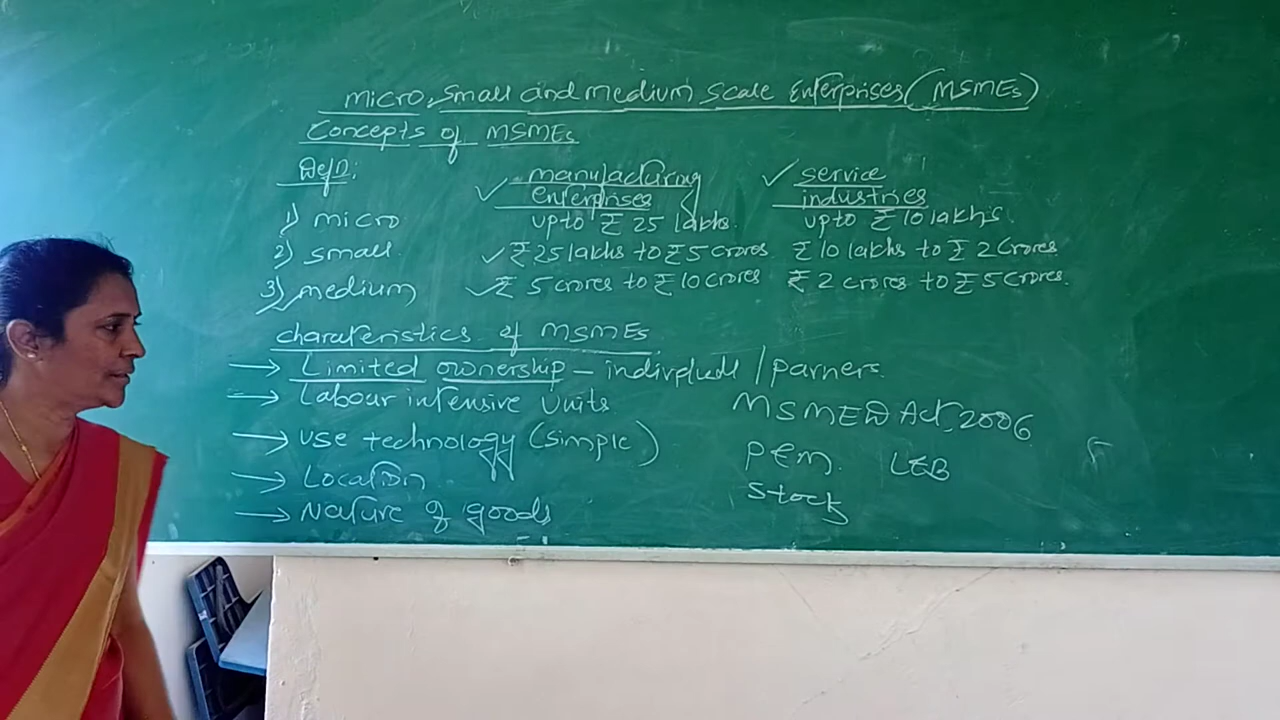 micro, small and medium scale Enterprises (MSMEs)
Concepts of MSMEs
Defn:
manufacturing enterprises
✓ service industries
1) micro upto ₹ 25 lakhs. upto ₹ 10 lakhs.
2) small. ✓ ₹ 25 lakhs to ₹ 5 crores ₹ 10 lakhs to ₹ 2 crores.
3) medium ✓ ₹ 5 crores to ₹ 10 crores ₹ 2 crores to ₹ 5 crores.
charateristics of MSMEs
→ Limited ownership – individual / parners.
→ Labour intensive units
MSMED Act, 2006
→ use technology (simple)
P & M. L & B
→ Location
Stock
→ Nature of goods